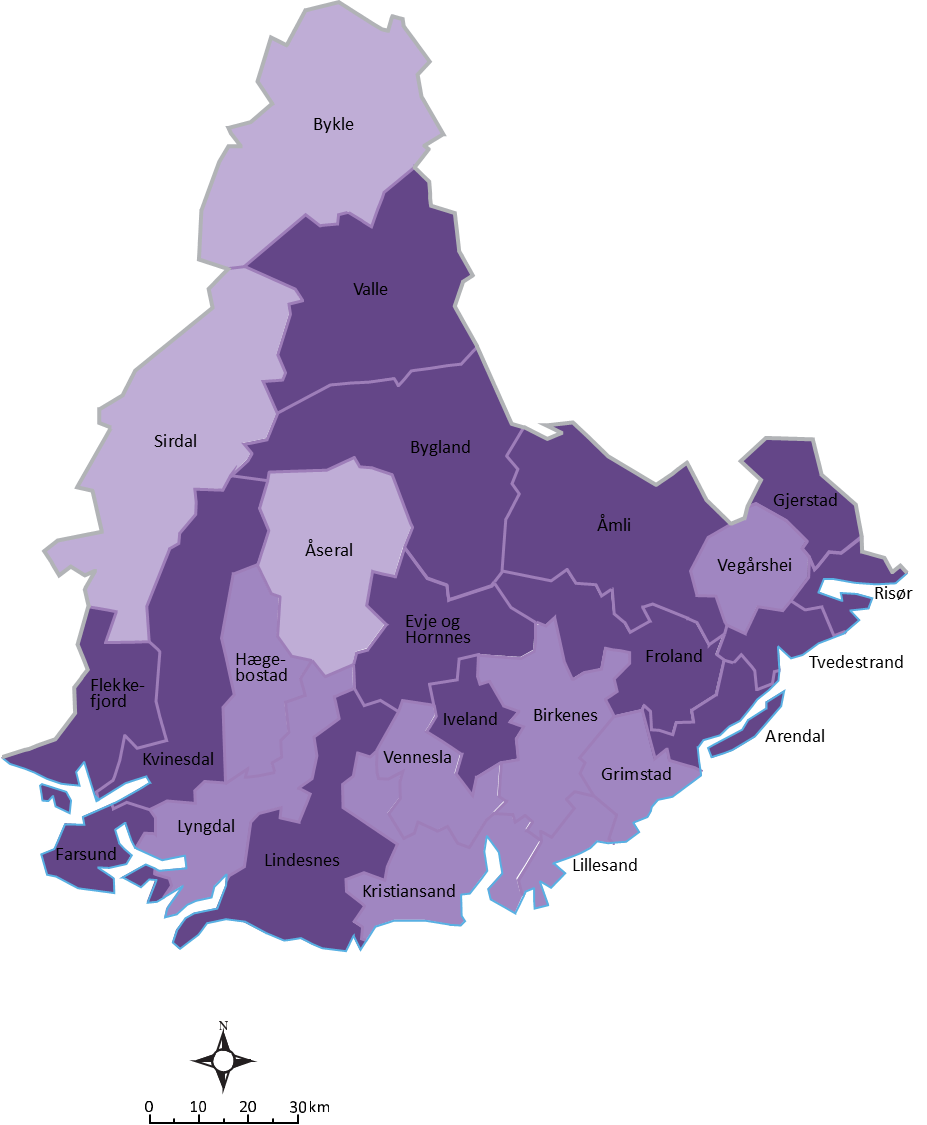 Bykle
Valle
Sirdal
Bygland
Gjerstad
Åmli
Åseral
Vegårshei
Risør
Evje og
Hornnes
Froland
Tvedestrand
Hæge-
bostad
Flekke-
fjord
Iveland
Birkenes
Arendal
Kvinesdal
Vennesla
Grimstad
Lyngdal
Farsund
Lindesnes
Lillesand
Kristiansand
N
0 10 20 30 km